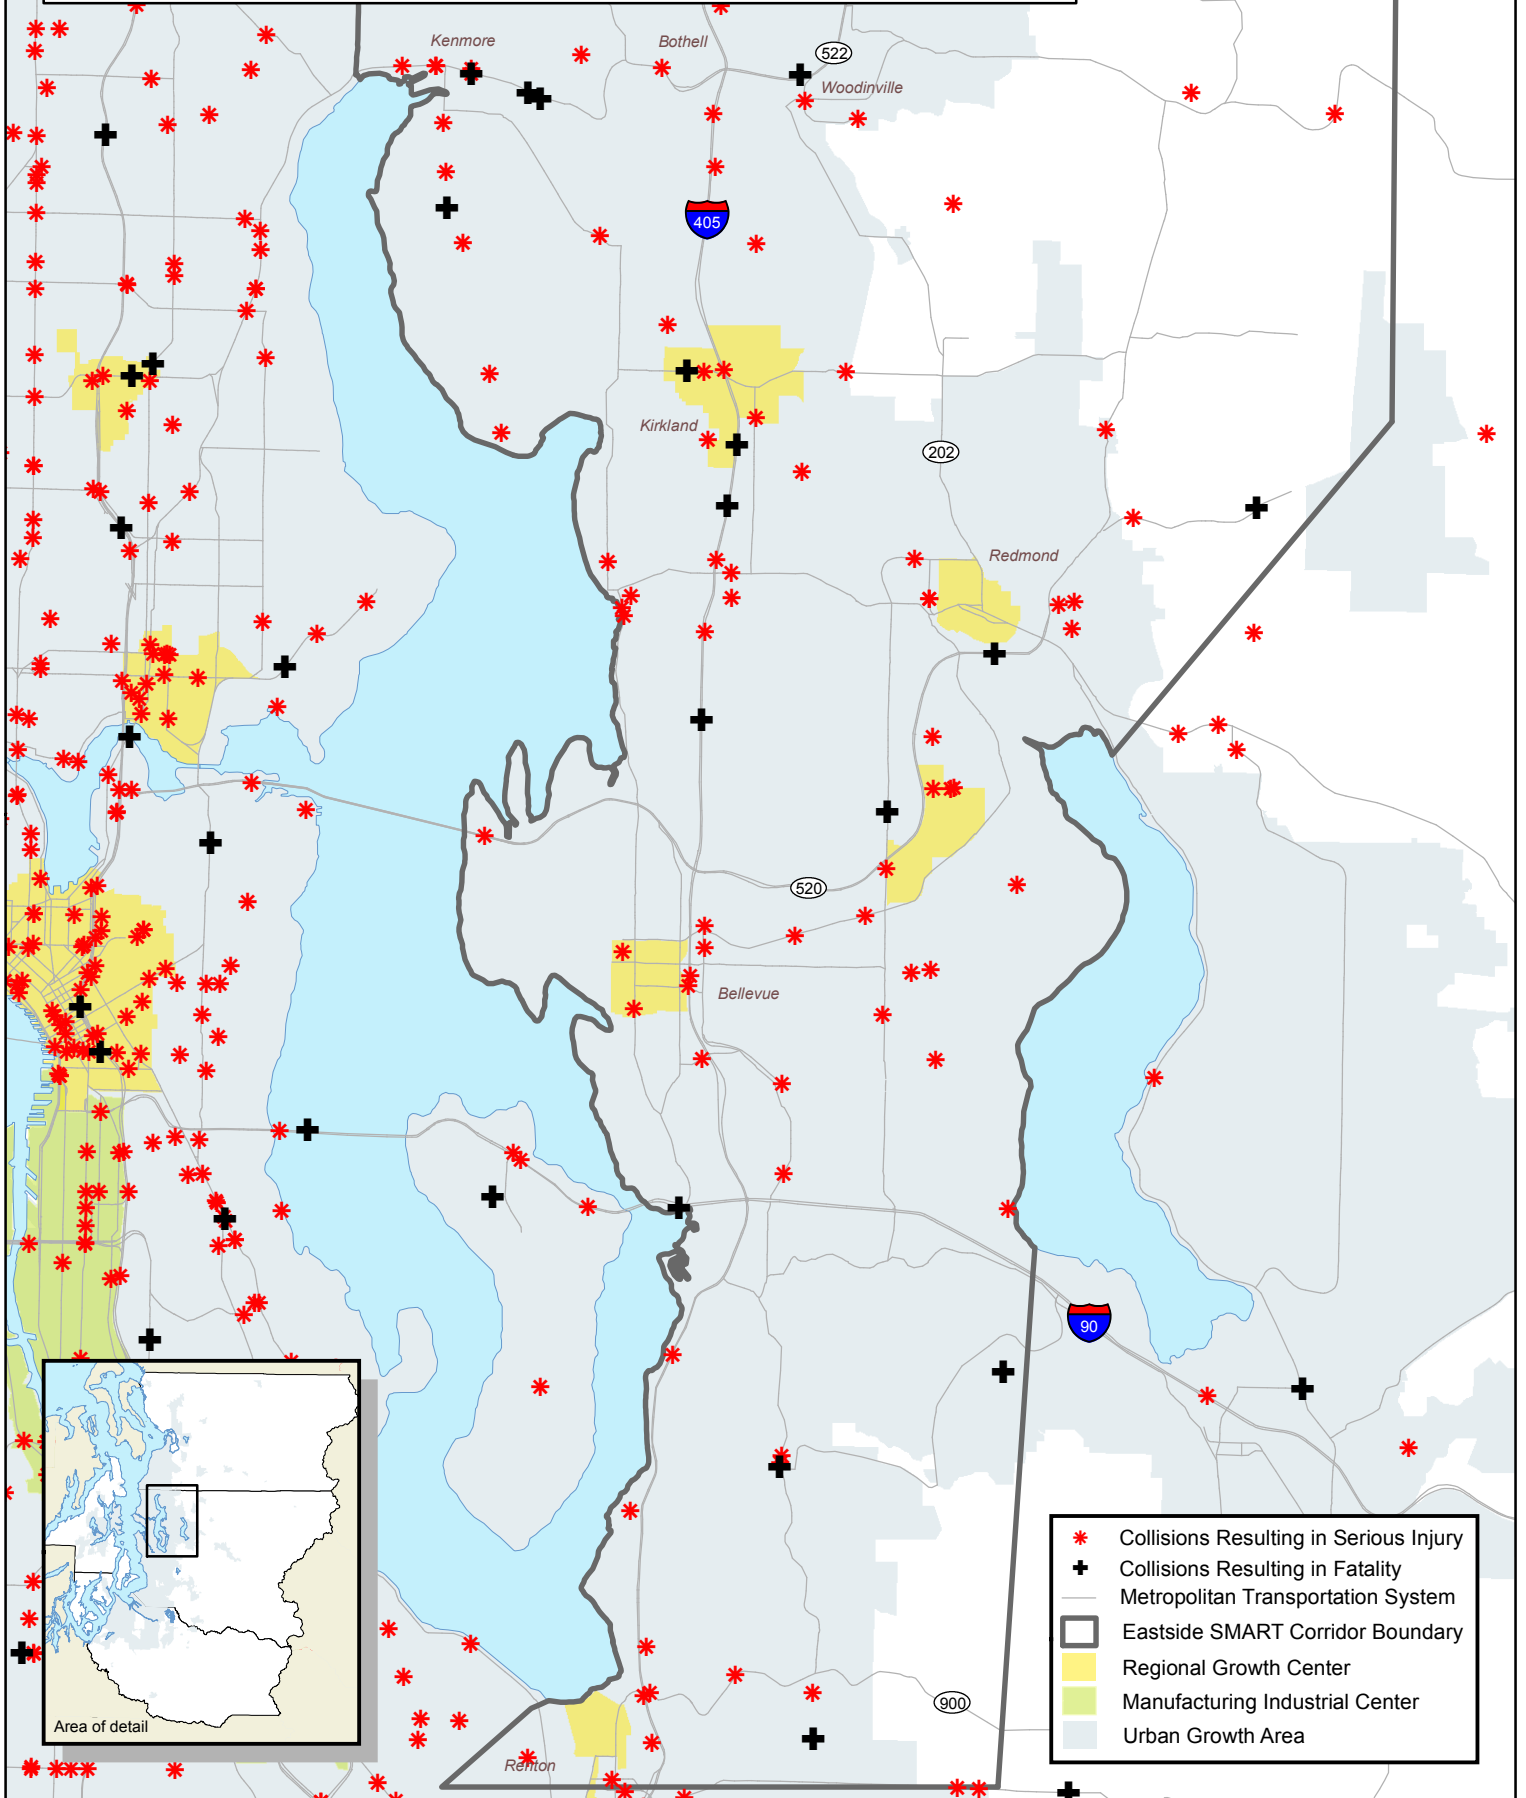 Kenmore
Bothell
522
Woodinville
405
Kirkland
202
Redmond
520
Bellevue
90
Collisions Resulting in Serious Injury
Collisions Resulting in Fatality
Metropolitan Transportation System
Eastside SMART Corridor Boundary
Regional Growth Center
Manufacturing Industrial Center
Urban Growth Area
900
Area of detail
Renton